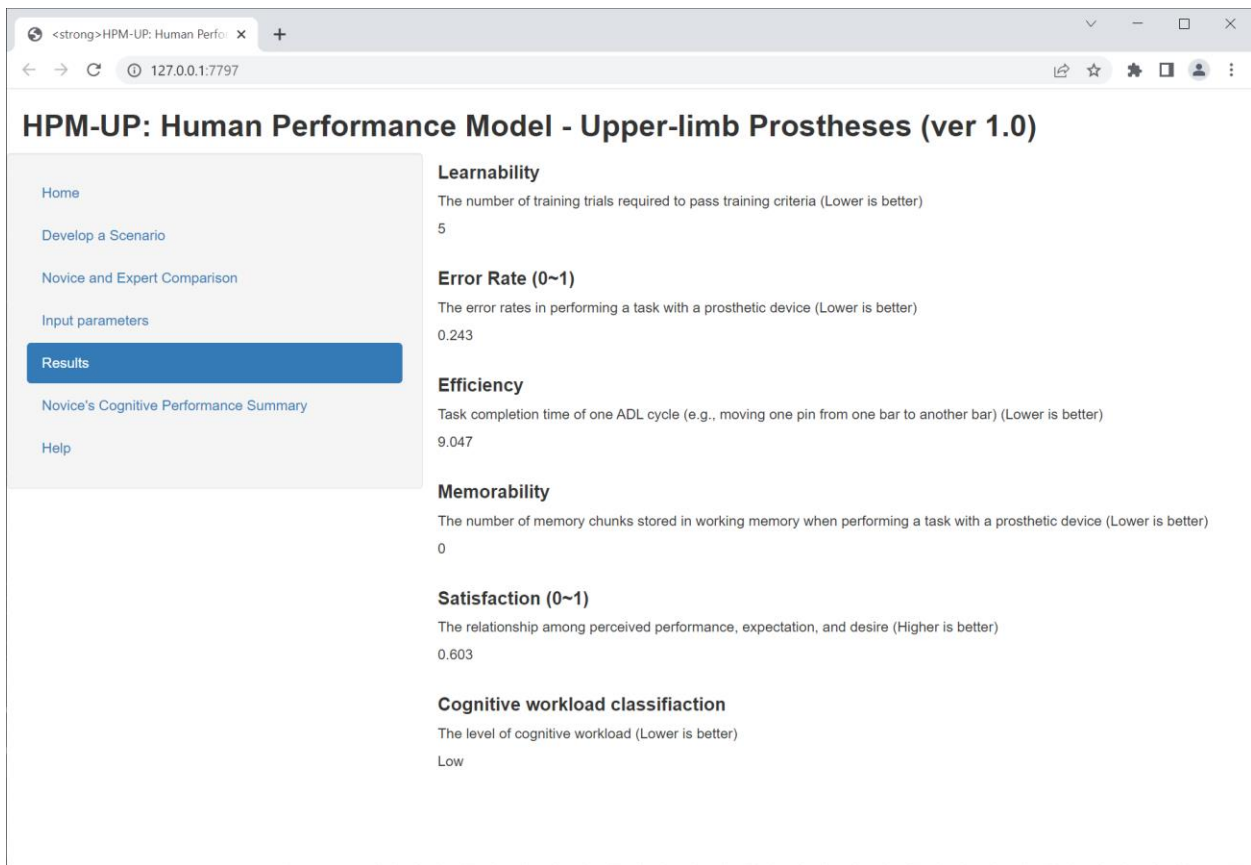 <strong>HPM-UP: Human Perfor
127.0.0.1:7797
HPM-UP: Human Performance Model - Upper-limb Prostheses (ver 1.0)
Home
Develop a Scenario
Novice and Expert Comparison
Input parameters
Results
Novice's Cognitive Performance Summary
Help
Learnability
The number of training trials required to pass training criteria (Lower is better)
5
Error Rate (0~1)
The error rates in performing a task with a prosthetic device (Lower is better)
0.243
Efficiency
Task completion time of one ADL cycle (e.g., moving one pin from one bar to another bar) (Lower is better)
9.047
Memorability
The number of memory chunks stored in working memory when performing a task with a prosthetic device (Lower is better)
0
Satisfaction (0~1)
The relationship among perceived performance, expectation, and desire (Higher is better)
0.603
Cognitive workload classifiaction
The level of cognitive workload (Lower is better)
Low